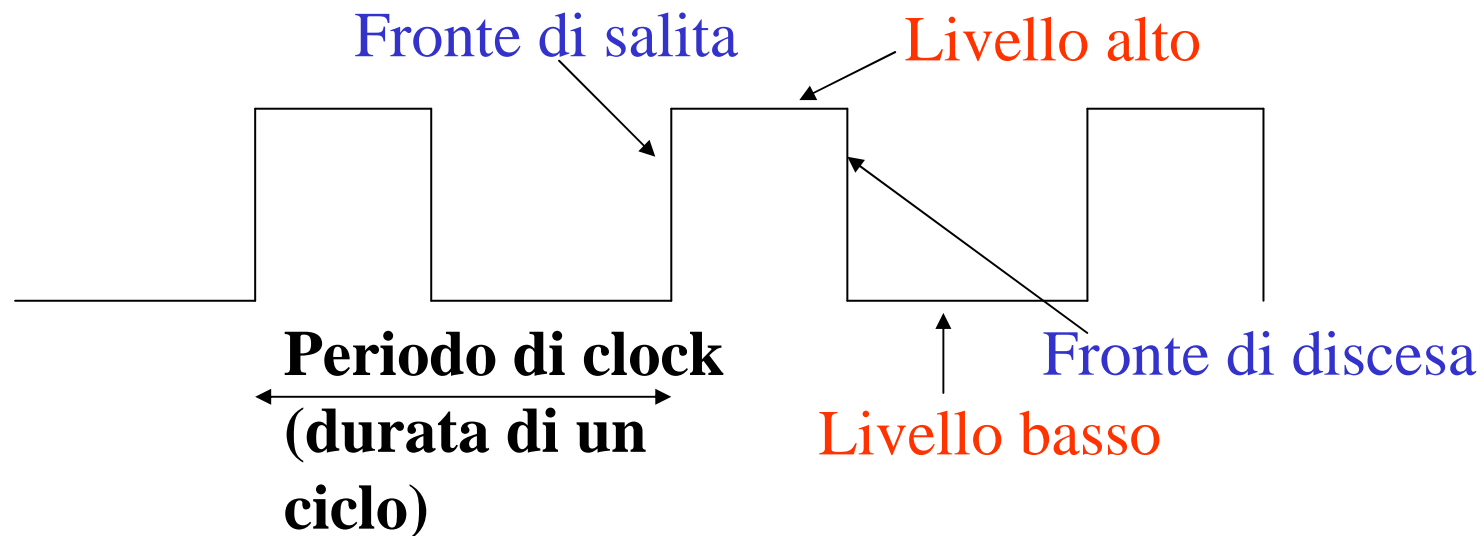 Fronte di salita
Livello alto
Periodo di clock
(durata di un
ciclo)
Fronte di discesa
Livello basso